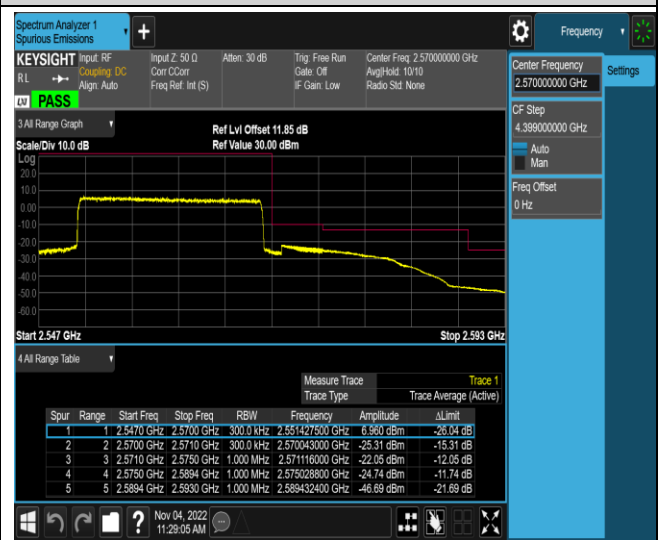 Spectrum Analyzer 1
Spurious Emissions
Frequency
KEYSIGHT
RL
PASS
Input: RF
Coupling: DC
Align: Auto
Input Z: 50 Ω
Corr CCorr
Freq Ref: Int (S)
Atten: 30 dB
Trig: Free Run
Gate: Off
IF Gain: Low
Center Freq: 2.570000000 GHz
Avg|Hold: 10/10
Radio Std: None
Center Frequency
2.570000000 GHz
Settings
CF Step
4.399000000 GHz
Auto
Man
Freq Offset
0 Hz
3 All Range Graph
Scale/Div 10.0 dB
Ref Lvl Offset 11.85 dB
Ref Value 30.00 dBm
Log
20.0
10.0
0.00
-10.0
-20.0
-30.0
-40.0
-50.0
-60.0
Start 2.547 GHz
Stop 2.593 GHz
4 All Range Table
Measure Trace Trace 1
Trace Type Trace Average (Active)
Spur Range Start Freq Stop Freq RBW Frequency Amplitude ΔLimit
1 1 2.5470 GHz 2.5700 GHz 300.0 kHz 2.551427500 GHz 6.960 dBm -26.04 dB
2 2 2.5700 GHz 2.5710 GHz 300.0 kHz 2.570043000 GHz -25.31 dBm -15.31 dB
3 3 2.5710 GHz 2.5750 GHz 1.000 MHz 2.571116000 GHz -22.05 dBm -12.05 dB
4 4 2.5750 GHz 2.5894 GHz 1.000 MHz 2.575028800 GHz -24.74 dBm -11.74 dB
5 5 2.5894 GHz 2.5930 GHz 1.000 MHz 2.589432400 GHz -46.69 dBm -21.69 dB
Nov 04, 2022
11:29:05 AM